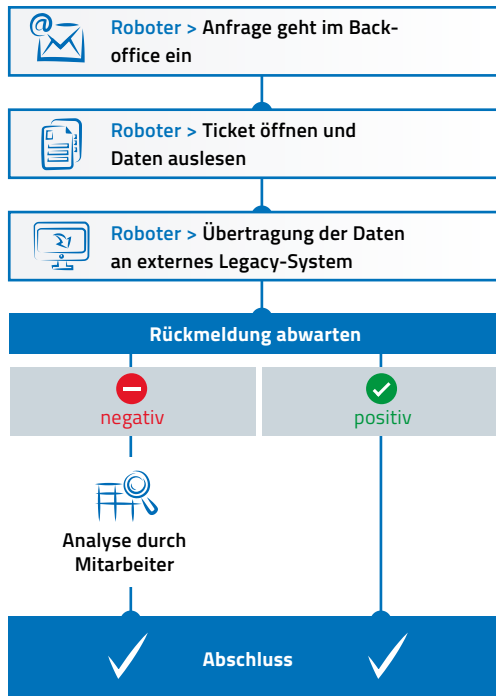 Roboter > Anfrage geht im Back-
office ein
Roboter > Ticket öffnen und
Daten auslesen
Roboter > Übertragung der Daten
an externes Legacy-System
Rückmeldung abwarten
negativ
positiv
Analyse durch
Mitarbeiter
Abschluss